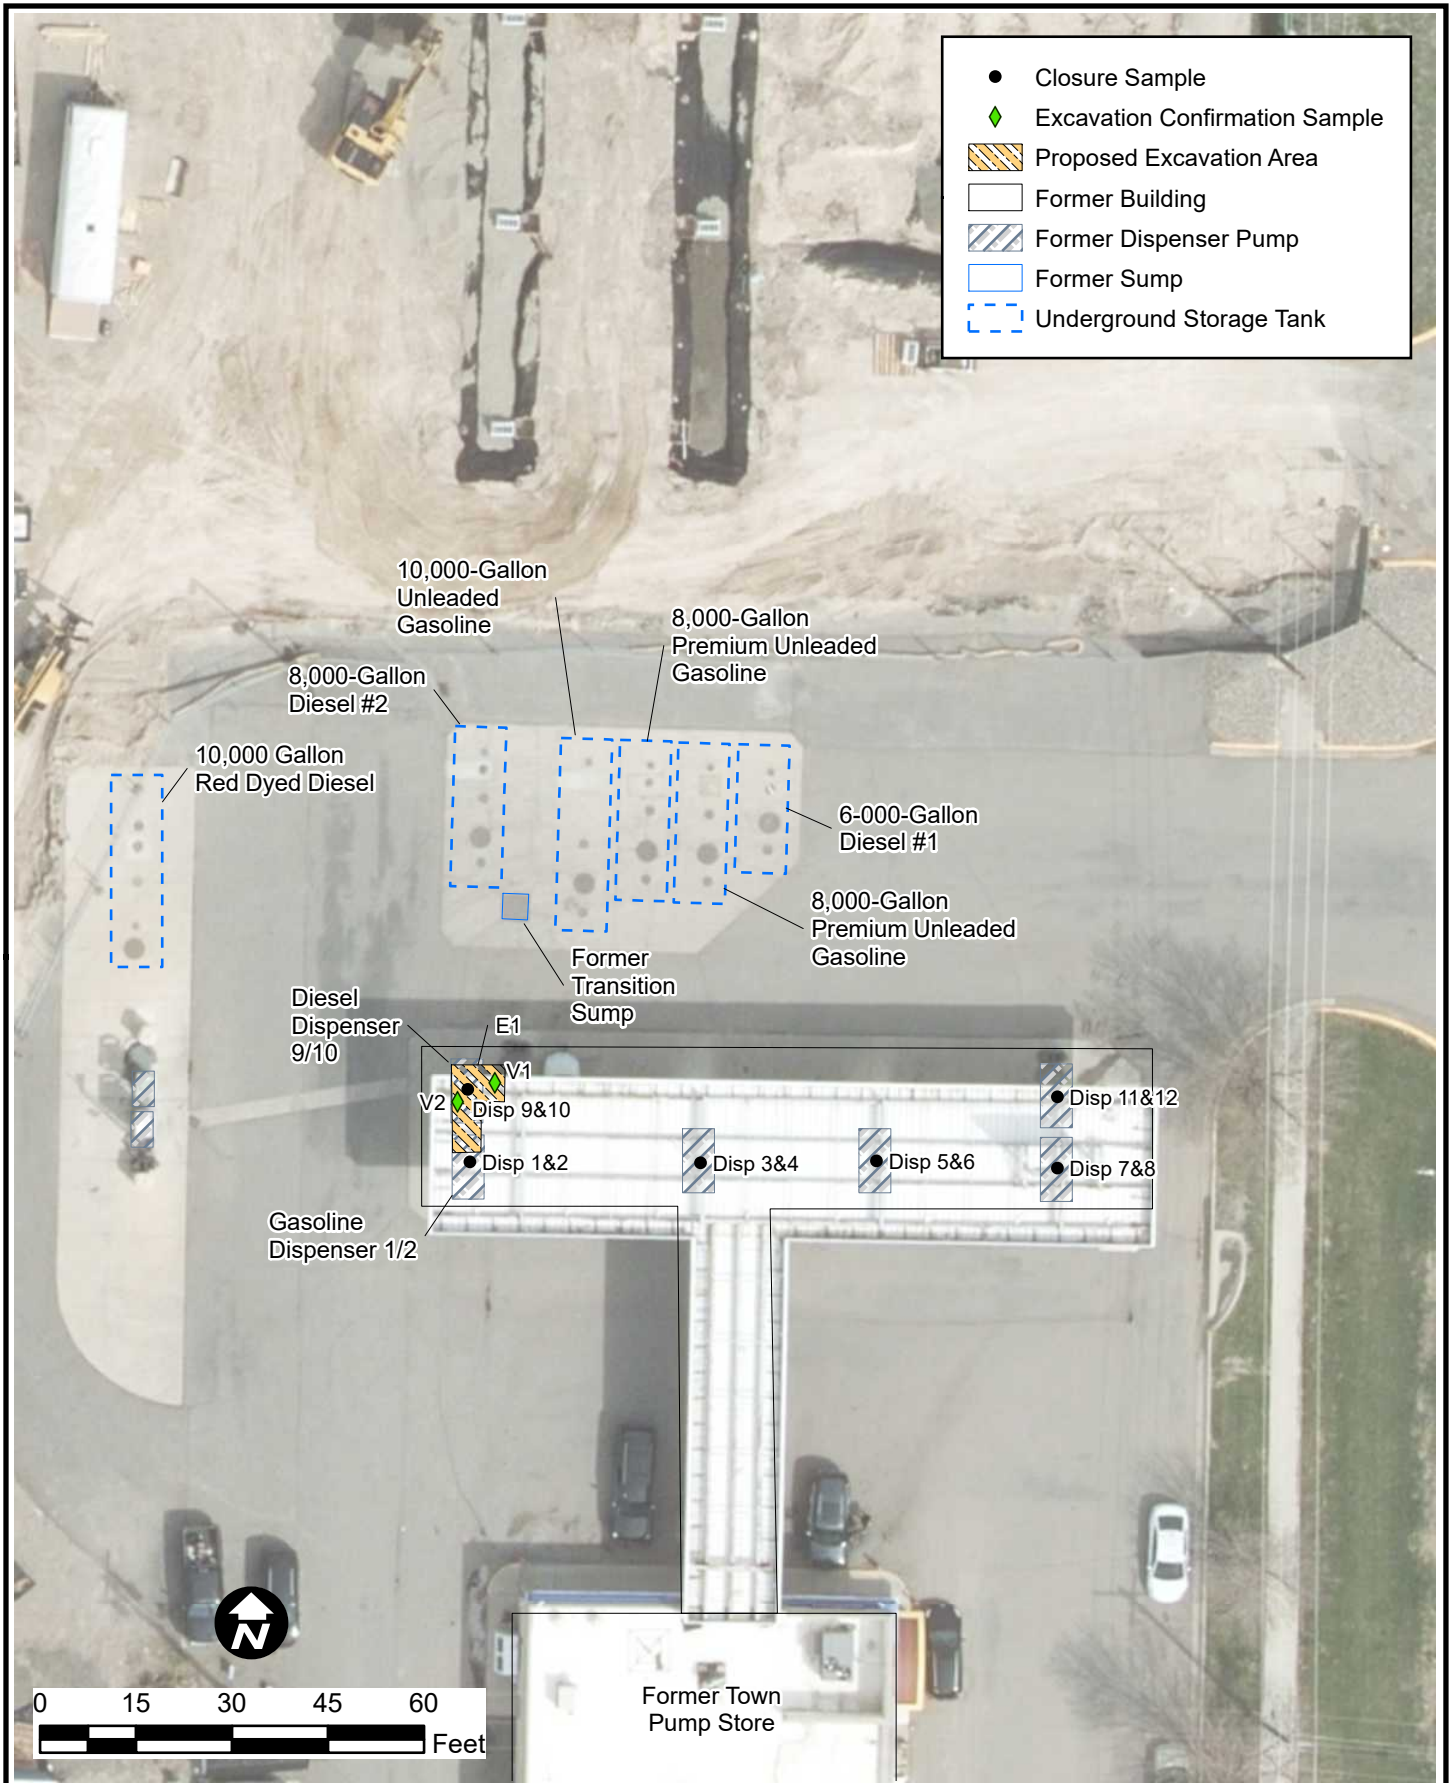 Closure Sample
Excavation Confirmation Sample
Proposed Excavation Area
Former Building
Former Dispenser Pump
Former Sump
Underground Storage Tank
10,000-Gallon
Unleaded
Gasoline
8,000-Gallon
Premium Unleaded
Gasoline
8,000-Gallon
Diesel #2
10,000 Gallon
Red Dyed Diesel
6-000-Gallon
Diesel #1
8,000-Gallon
Premium Unleaded
Gasoline
Former
Transition
Sump
Diesel
Dispenser
9/10
E1
V1
V2
Disp 9&10
Disp 11&12
Disp 1&2
Disp 3&4
Disp 5&6
Disp 7&8
Gasoline
Dispenser 1/2
N
0 15 30 45 60
Feet
Former Town
Pump Store